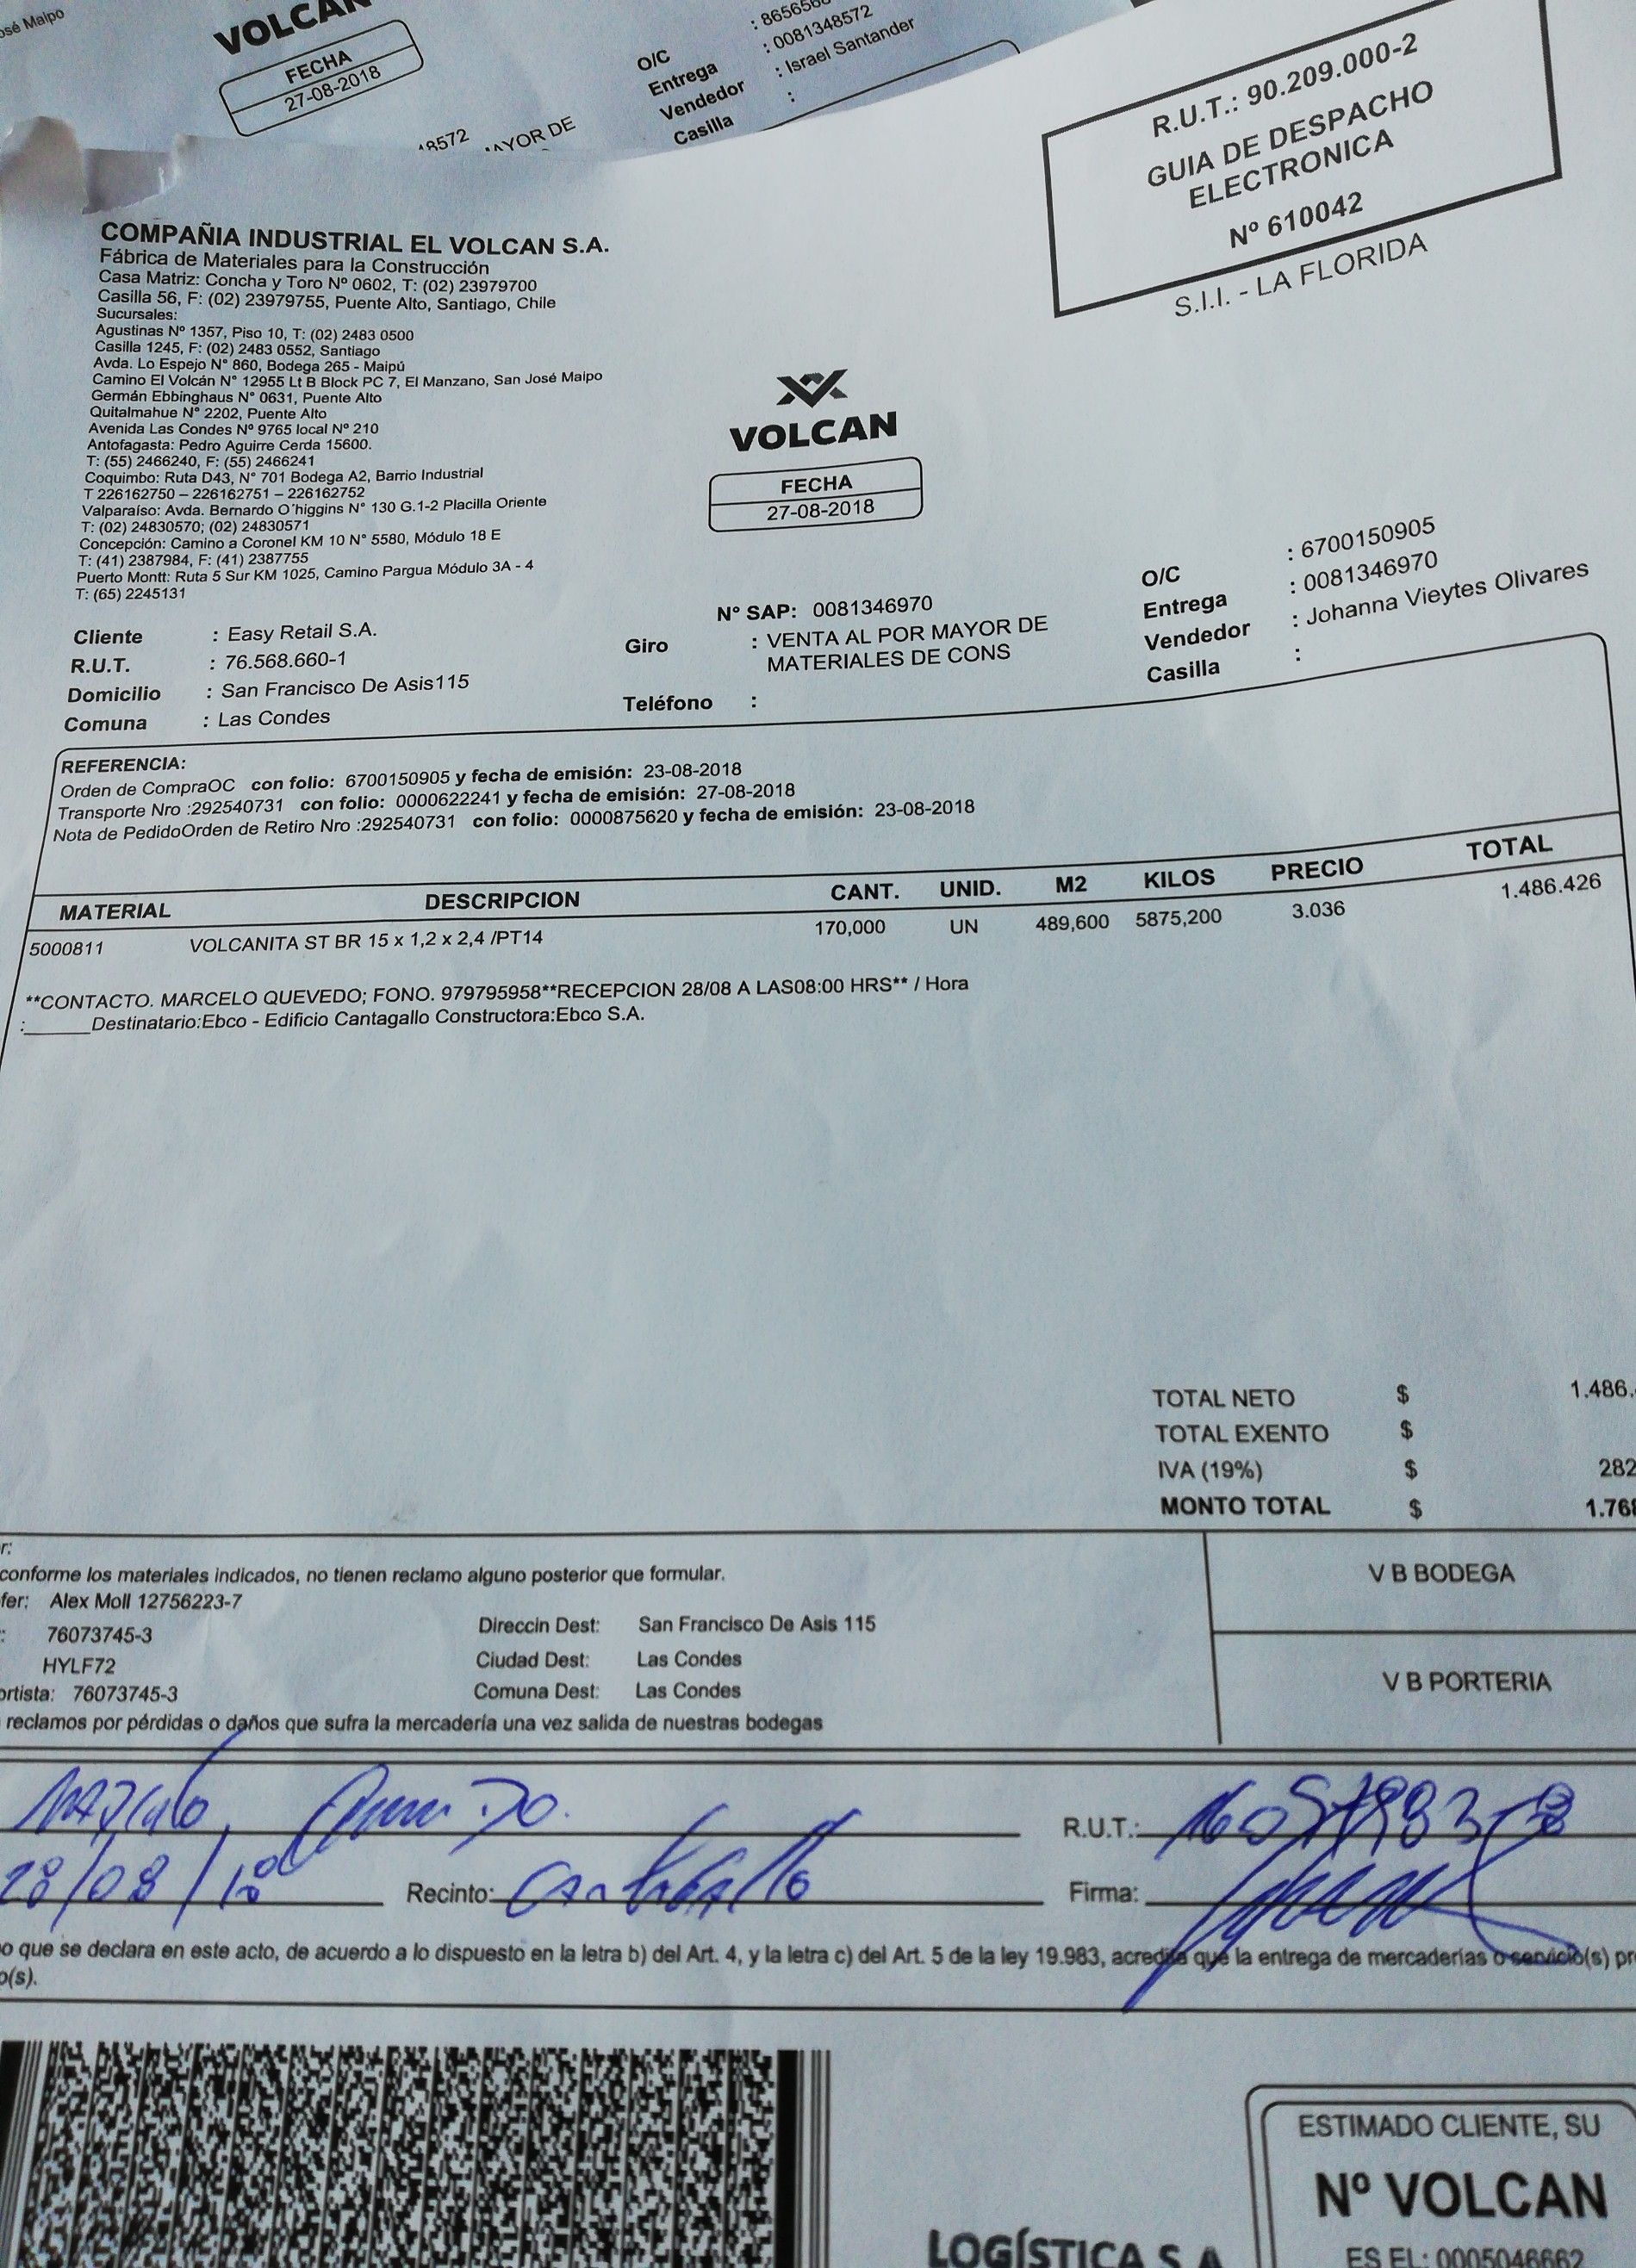 osé Maipo
VOLCAN
FECHA
27-08-2018
O/C
: 0081348572
Entrega
: Israel Santander
Vendedor
:
Casilla
48572
MAYOR DE
R.U.T.: 90.209.000-2
GUIA DE DESPACHO
ELECTRONICA
Nº 610042
S.I.I. - LA FLORIDA
COMPAÑIA INDUSTRIAL EL VOLCAN S.A.
Fábrica de Materiales para la Construcción
Casa Matriz: Concha y Toro Nº 0602, T: (02) 23979700
Casilla 56, F: (02) 23979755, Puente Alto, Santiago, Chile
Sucursales:
Agustinas Nº 1357, Piso 10, T: (02) 2483 0500
Casilla 1245, F: (02) 2483 0552, Santiago
Avda. Lo Espejo N° 860, Bodega 265 - Maipú
Camino El Volcán N° 12955 Lt B Block PC 7, El Manzano, San José Maipo
Germán Ebbinghaus N° 0631, Puente Alto
Quitalmahue N° 2202, Puente Alto
Avenida Las Condes Nº 9765 local Nº 210
Antofagasta: Pedro Aguirre Cerda 15600.
T: (55) 2466240, F: (55) 2466241
Coquimbo: Ruta D43, N° 701 Bodega A2, Barrio Industrial
T 226162750 – 226162751 – 226162752
Valparaíso: Avda. Bernardo O´higgins N° 130 G.1-2 Placilla Oriente
T: (02) 24830570; (02) 24830571
Concepción: Camino a Coronel KM 10 N° 5580, Módulo 18 E
T: (41) 2387984, F: (41) 2387755
Puerto Montt: Ruta 5 Sur KM 1025, Camino Pargua Módulo 3A - 4
T: (65) 2245131
VOLCAN
FECHA
27-08-2018
N° SAP: 0081346970
O/C : 6700150905
Entrega : 0081346970
Vendedor : Johanna Vieytes Olivares
Casilla :
Cliente : Easy Retail S.A.
R.U.T. : 76.568.660-1
Domicilio : San Francisco De Asis115
Comuna : Las Condes
Giro : VENTA AL POR MAYOR DE
MATERIALES DE CONS
Teléfono :
REFERENCIA:
Orden de CompraOC con folio: 6700150905 y fecha de emisión: 23-08-2018
Transporte Nro :292540731 con folio: 0000622241 y fecha de emisión: 27-08-2018
Nota de PedidoOrden de Retiro Nro :292540731 con folio: 0000875620 y fecha de emisión: 23-08-2018
MATERIAL DESCRIPCION CANT. UNID. M2 KILOS PRECIO TOTAL
5000811 VOLCANITA ST BR 15 x 1,2 x 2,4 /PT14 170,000 UN 489,600 5875,200 3.036 1.486.426
**CONTACTO. MARCELO QUEVEDO; FONO. 979795958**RECEPCION 28/08 A LAS08:00 HRS** / Hora
:______Destinatario:Ebco - Edificio Cantagallo Constructora:Ebco S.A.
TOTAL NETO $ 1.486.
TOTAL EXENTO $
IVA (19%) $ 282
MONTO TOTAL $ 1.768
r:
conforme los materiales indicados, no tienen reclamo alguno posterior que formular.
fer: Alex Moll 12756223-7
: 76073745-3
HYLF72
ortista: 76073745-3
Direccin Dest: San Francisco De Asis 115
Ciudad Dest: Las Condes
Comuna Dest: Las Condes
reclamos por pérdidas o daños que sufra la mercadería una vez salida de nuestras bodegas
V B BODEGA
V B PORTERIA
R.U.T.:
28/08/18 Recinto: Cantagallo Firma:
o que se declara en este acto, de acuerdo a lo dispuesto en la letra b) del Art. 4, y la letra c) del Art. 5 de la ley 19.983, acredita que la entrega de mercaderías o servicio(s) pr
o(s).
ESTIMADO CLIENTE, SU
Nº VOLCAN
ES EL: 0005046662
LOGÍSTICA S.A.